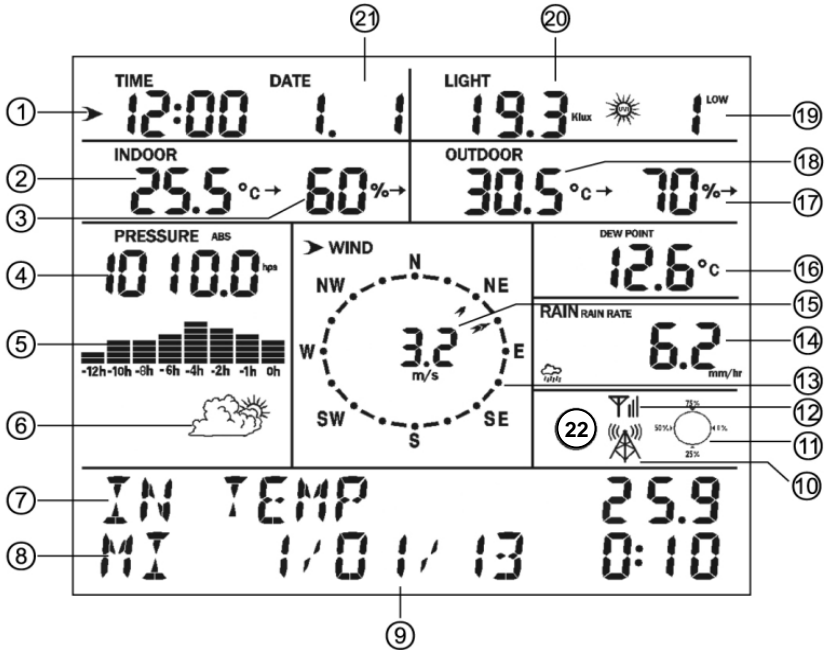 21 20
TIME DATE LIGHT
1 12:00 1. 1 19.3 Klux UVI 1 LOW 19
INDOOR OUTDOOR
2 25.5 °C 60% 30.5 °C 70% 18
3 17
PRESSURE ABS WIND DEW POINT
4 1010.0 hpa N 12.6 °C 16
NW NE 15
RAIN RAIN RATE
5 W 3.2 E 6.2 14
-12h -10h -8h -6h -4h -2h -1h 0h m/s mm/hr
13
6 SW SE 22 75% 12
S 50% 0% 11
25%
10
7 IN TEMP 25.9
8 MI 1/01/13 0:10
9